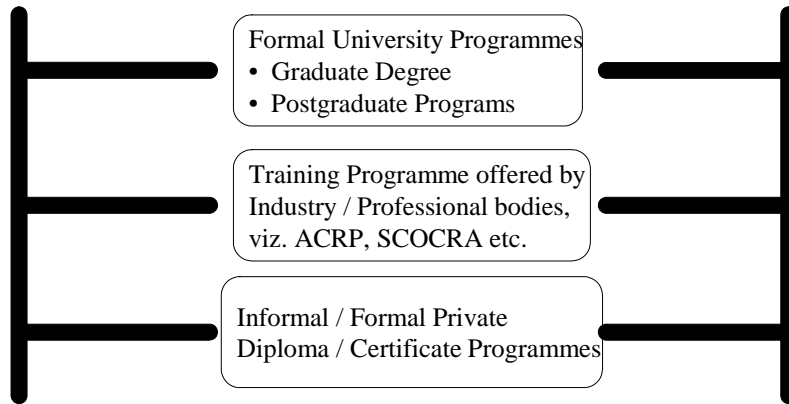 Formal University Programmes
• Graduate Degree
• Postgraduate Programs
Training Programme offered by
Industry / Professional bodies,
viz. ACRP, SCOCRA etc.
Informal / Formal Private
Diploma / Certificate Programmes